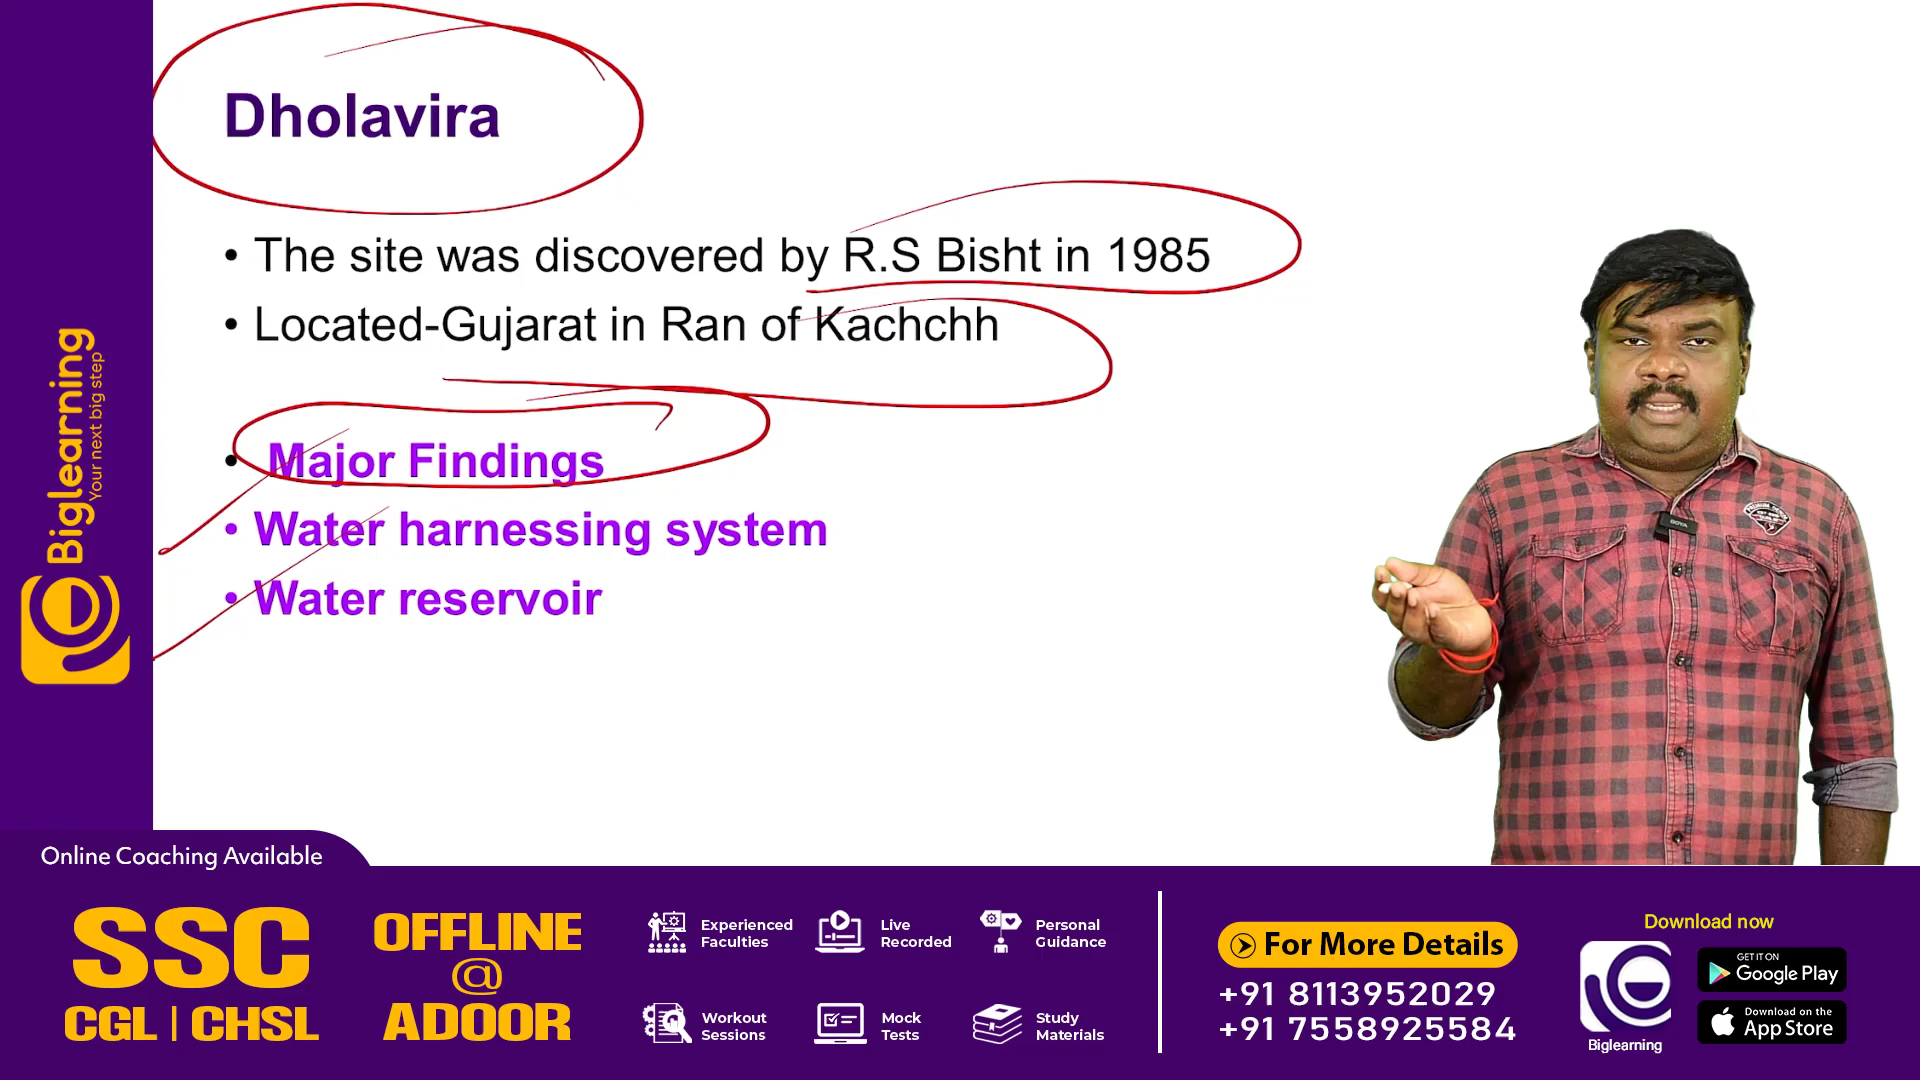 Dholavira
• The site was discovered by R.S Bisht in 1985
• Located-Gujarat in Ran of Kachchh
• Major Findings
• Water harnessing system
• Water reservoir
Biglearning
Your next big step
Online Coaching Available
SSC
CGL | CHSL
OFFLINE
@
ADOOR
Experienced
Faculties
Live
Recorded
Personal
Guidance
Workout
Sessions
Mock
Tests
Study
Materials
For More Details
+91 8113952029
+91 7558925584
Download now
Biglearning
GET IT ON
Google Play
Download on the
App Store
BOYA